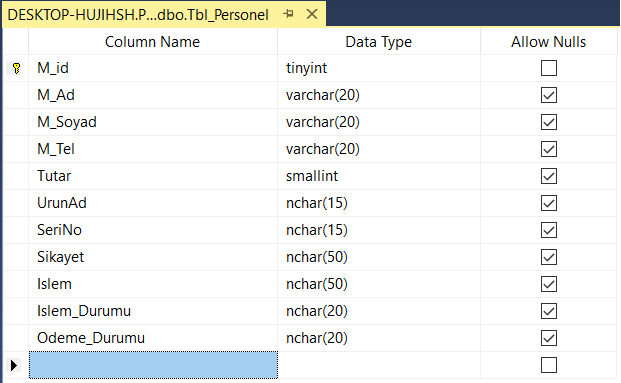 DESKTOP-HUJIHSH.P...dbo.Tbl_Personel
Column Name Data Type Allow Nulls
M_id tinyint
M_Ad varchar(20)
M_Soyad varchar(20)
M_Tel varchar(20)
Tutar smallint
UrunAd nchar(15)
SeriNo nchar(15)
Sikayet nchar(50)
Islem nchar(50)
Islem_Durumu nchar(20)
Odeme_Durumu nchar(20)